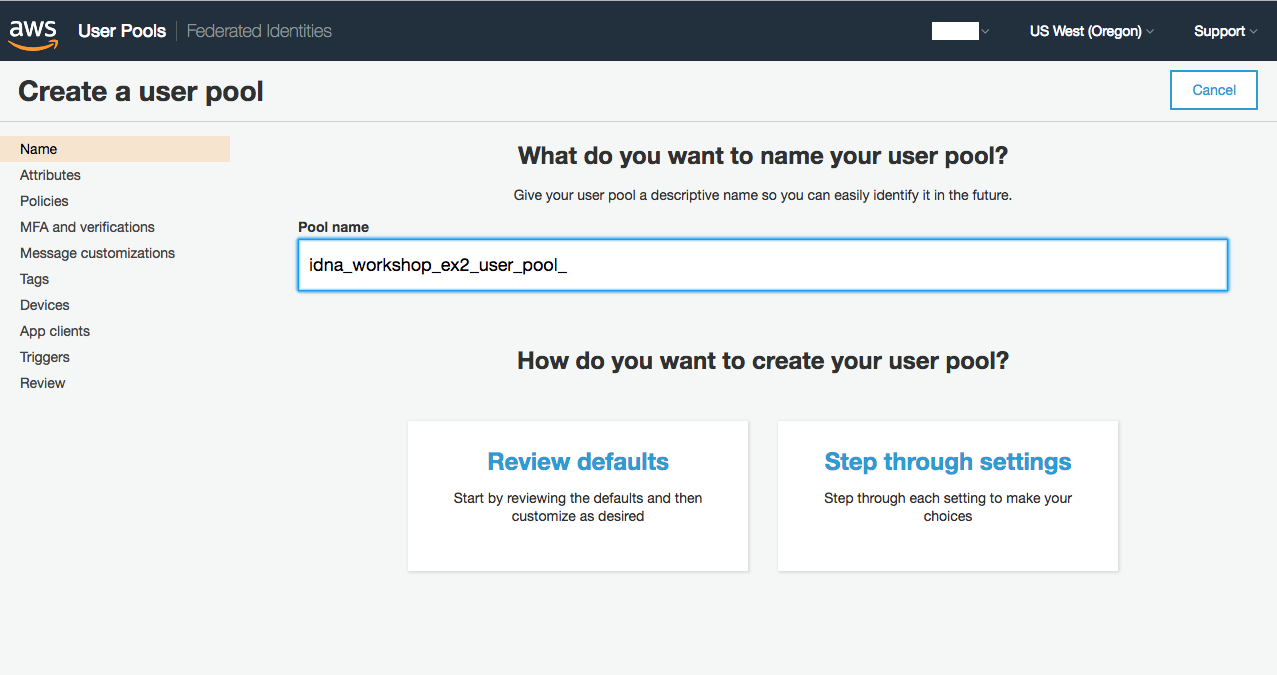 aws User Pools Federated Identities US West (Oregon) Support
Create a user pool
Cancel
Name
Attributes
Policies
MFA and verifications
Message customizations
Tags
Devices
App clients
Triggers
Review
What do you want to name your user pool?
Give your user pool a descriptive name so you can easily identify it in the future.
Pool name
idna_workshop_ex2_user_pool_
How do you want to create your user pool?
Review defaults
Start by reviewing the defaults and then
customize as desired
Step through settings
Step through each setting to make your
choices